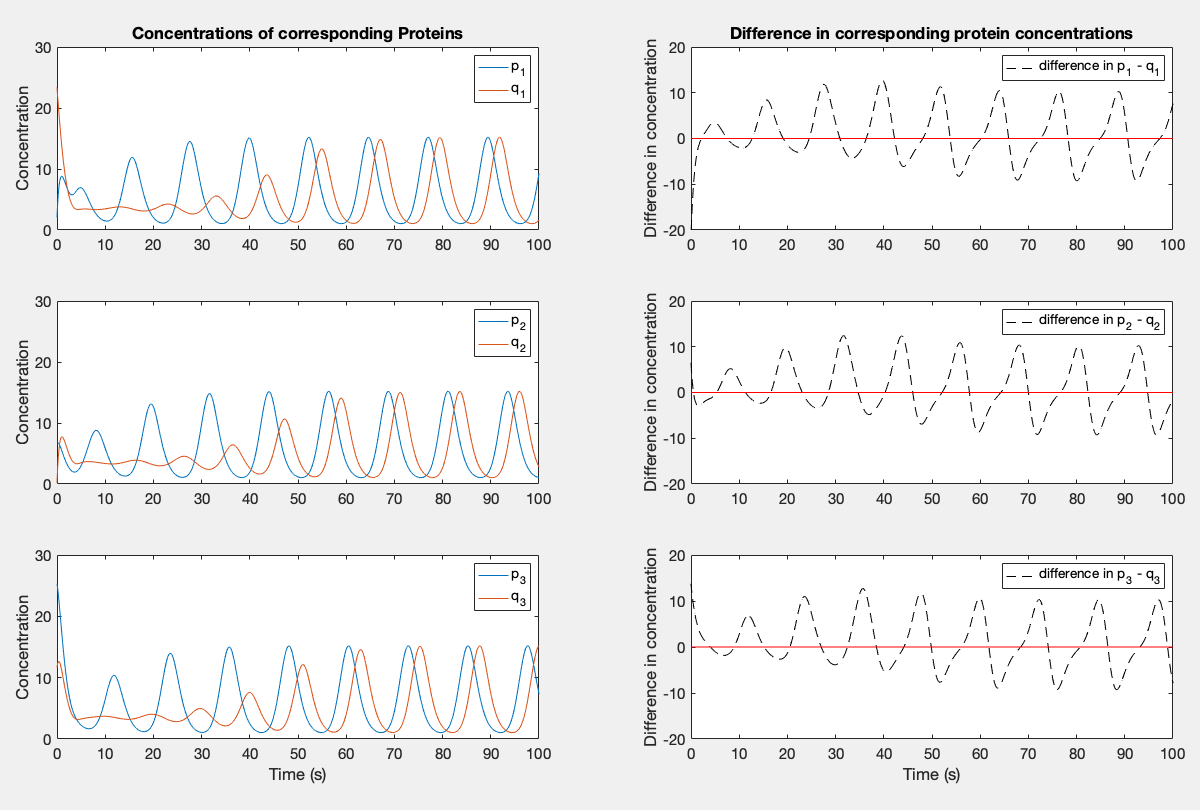 Concentrations of corresponding Proteins
Concentration
30
20
10
0
0 10 20 30 40 50 60 70 80 90 100
p1
q1
Difference in corresponding protein concentrations
Difference in concentration
20
10
0
-10
-20
0 10 20 30 40 50 60 70 80 90 100
difference in p1 - q1
Concentration
30
20
10
0
0 10 20 30 40 50 60 70 80 90 100
p2
q2
Difference in concentration
20
10
0
-10
-20
0 10 20 30 40 50 60 70 80 90 100
difference in p2 - q2
Concentration
30
20
10
0
0 10 20 30 40 50 60 70 80 90 100
Time (s)
p3
q3
Difference in concentration
20
10
0
-10
-20
0 10 20 30 40 50 60 70 80 90 100
Time (s)
difference in p3 - q3